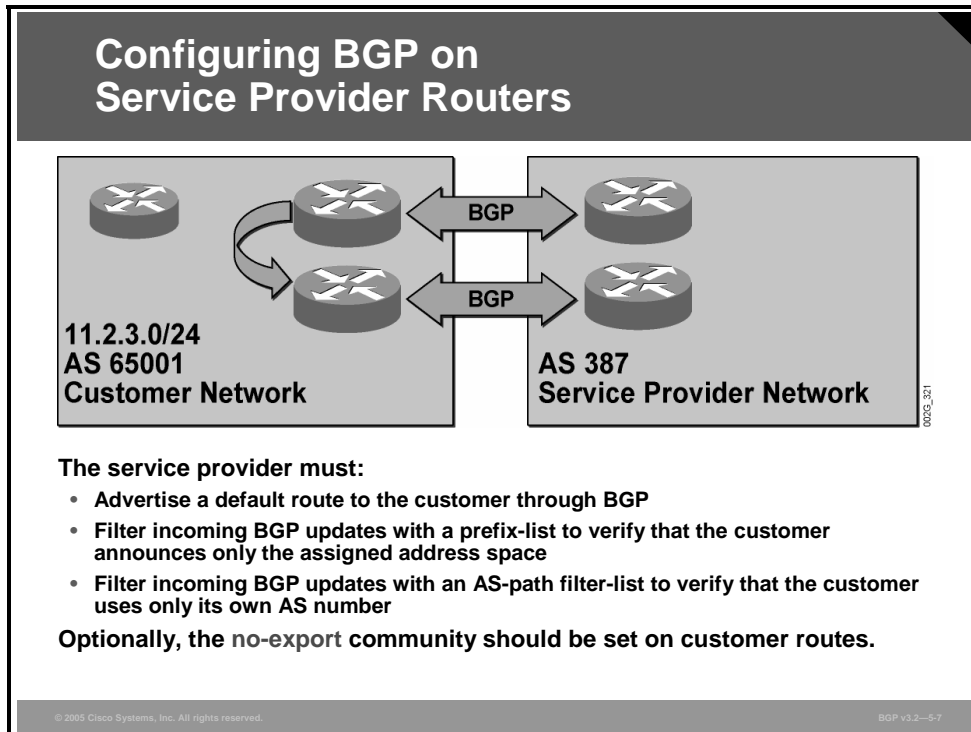 Configuring BGP on
Service Provider Routers
BGP
BGP
11.2.3.0/24
AS 65001
Customer Network
AS 387
Service Provider Network
002G_321
The service provider must:
• Advertise a default route to the customer through BGP
• Filter incoming BGP updates with a prefix-list to verify that the customer
announces only the assigned address space
• Filter incoming BGP updates with an AS-path filter-list to verify that the customer
uses only its own AS number
Optionally, the no-export community should be set on customer routes.
© 2005 Cisco Systems, Inc. All rights reserved.
BGP v3.2—5-7